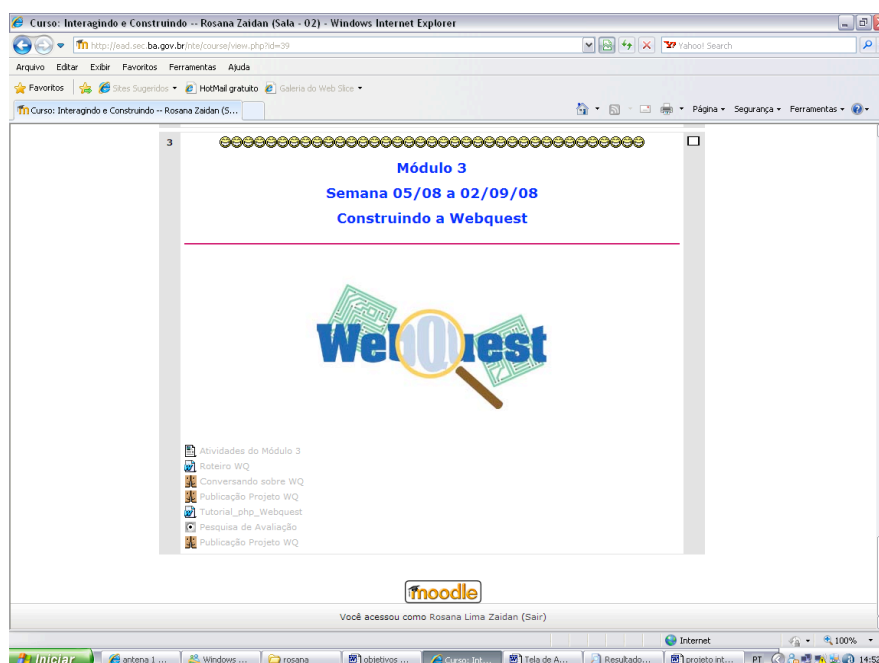 Curso: Interagindo e Construindo -- Rosana Zaidan (Sala - 02) - Windows Internet Explorer
http://ead.sec.ba.gov.br/nte/course/view.php?id=39
Yahoo! Search
Arquivo Editar Exibir Favoritos Ferramentas Ajuda
Favoritos Sites Sugeridos HotMail gratuito Galeria do Web Slice
Curso: Interagindo e Construindo -- Rosana Zaidan (S...
Página Segurança Ferramentas
3
Módulo 3
Semana 05/08 a 02/09/08
Construindo a Webquest
WebQuest
Atividades do Módulo 3
Roteiro WQ
Conversando sobre WQ
Publicação Projeto WQ
Tutorial_php_Webquest
Pesquisa de Avaliação
Publicação Projeto WQ
moodle
Você acessou como Rosana Lima Zaidan (Sair)
Internet 100%
Iniciar antena 1 ... Windows ... rosana objetivos ... Curso: Int... Tela de A... Resultado... projeto int... PT 14:52